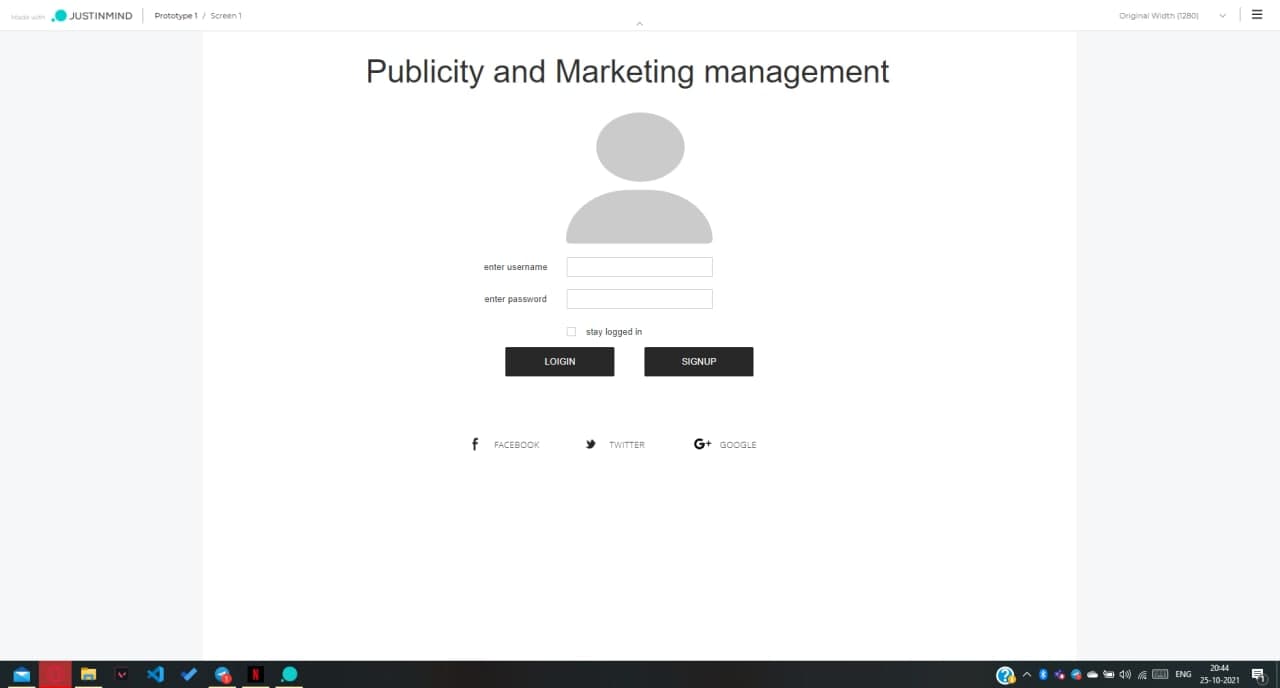 Made with JUSTINMIND Prototype 1 / Screen 1 Original Width (1280)
Publicity and Marketing management
enter username
enter password
stay logged in
LOIGIN SIGNUP
FACEBOOK TWITTER GOOGLE
ENG 20:44
25-10-2021